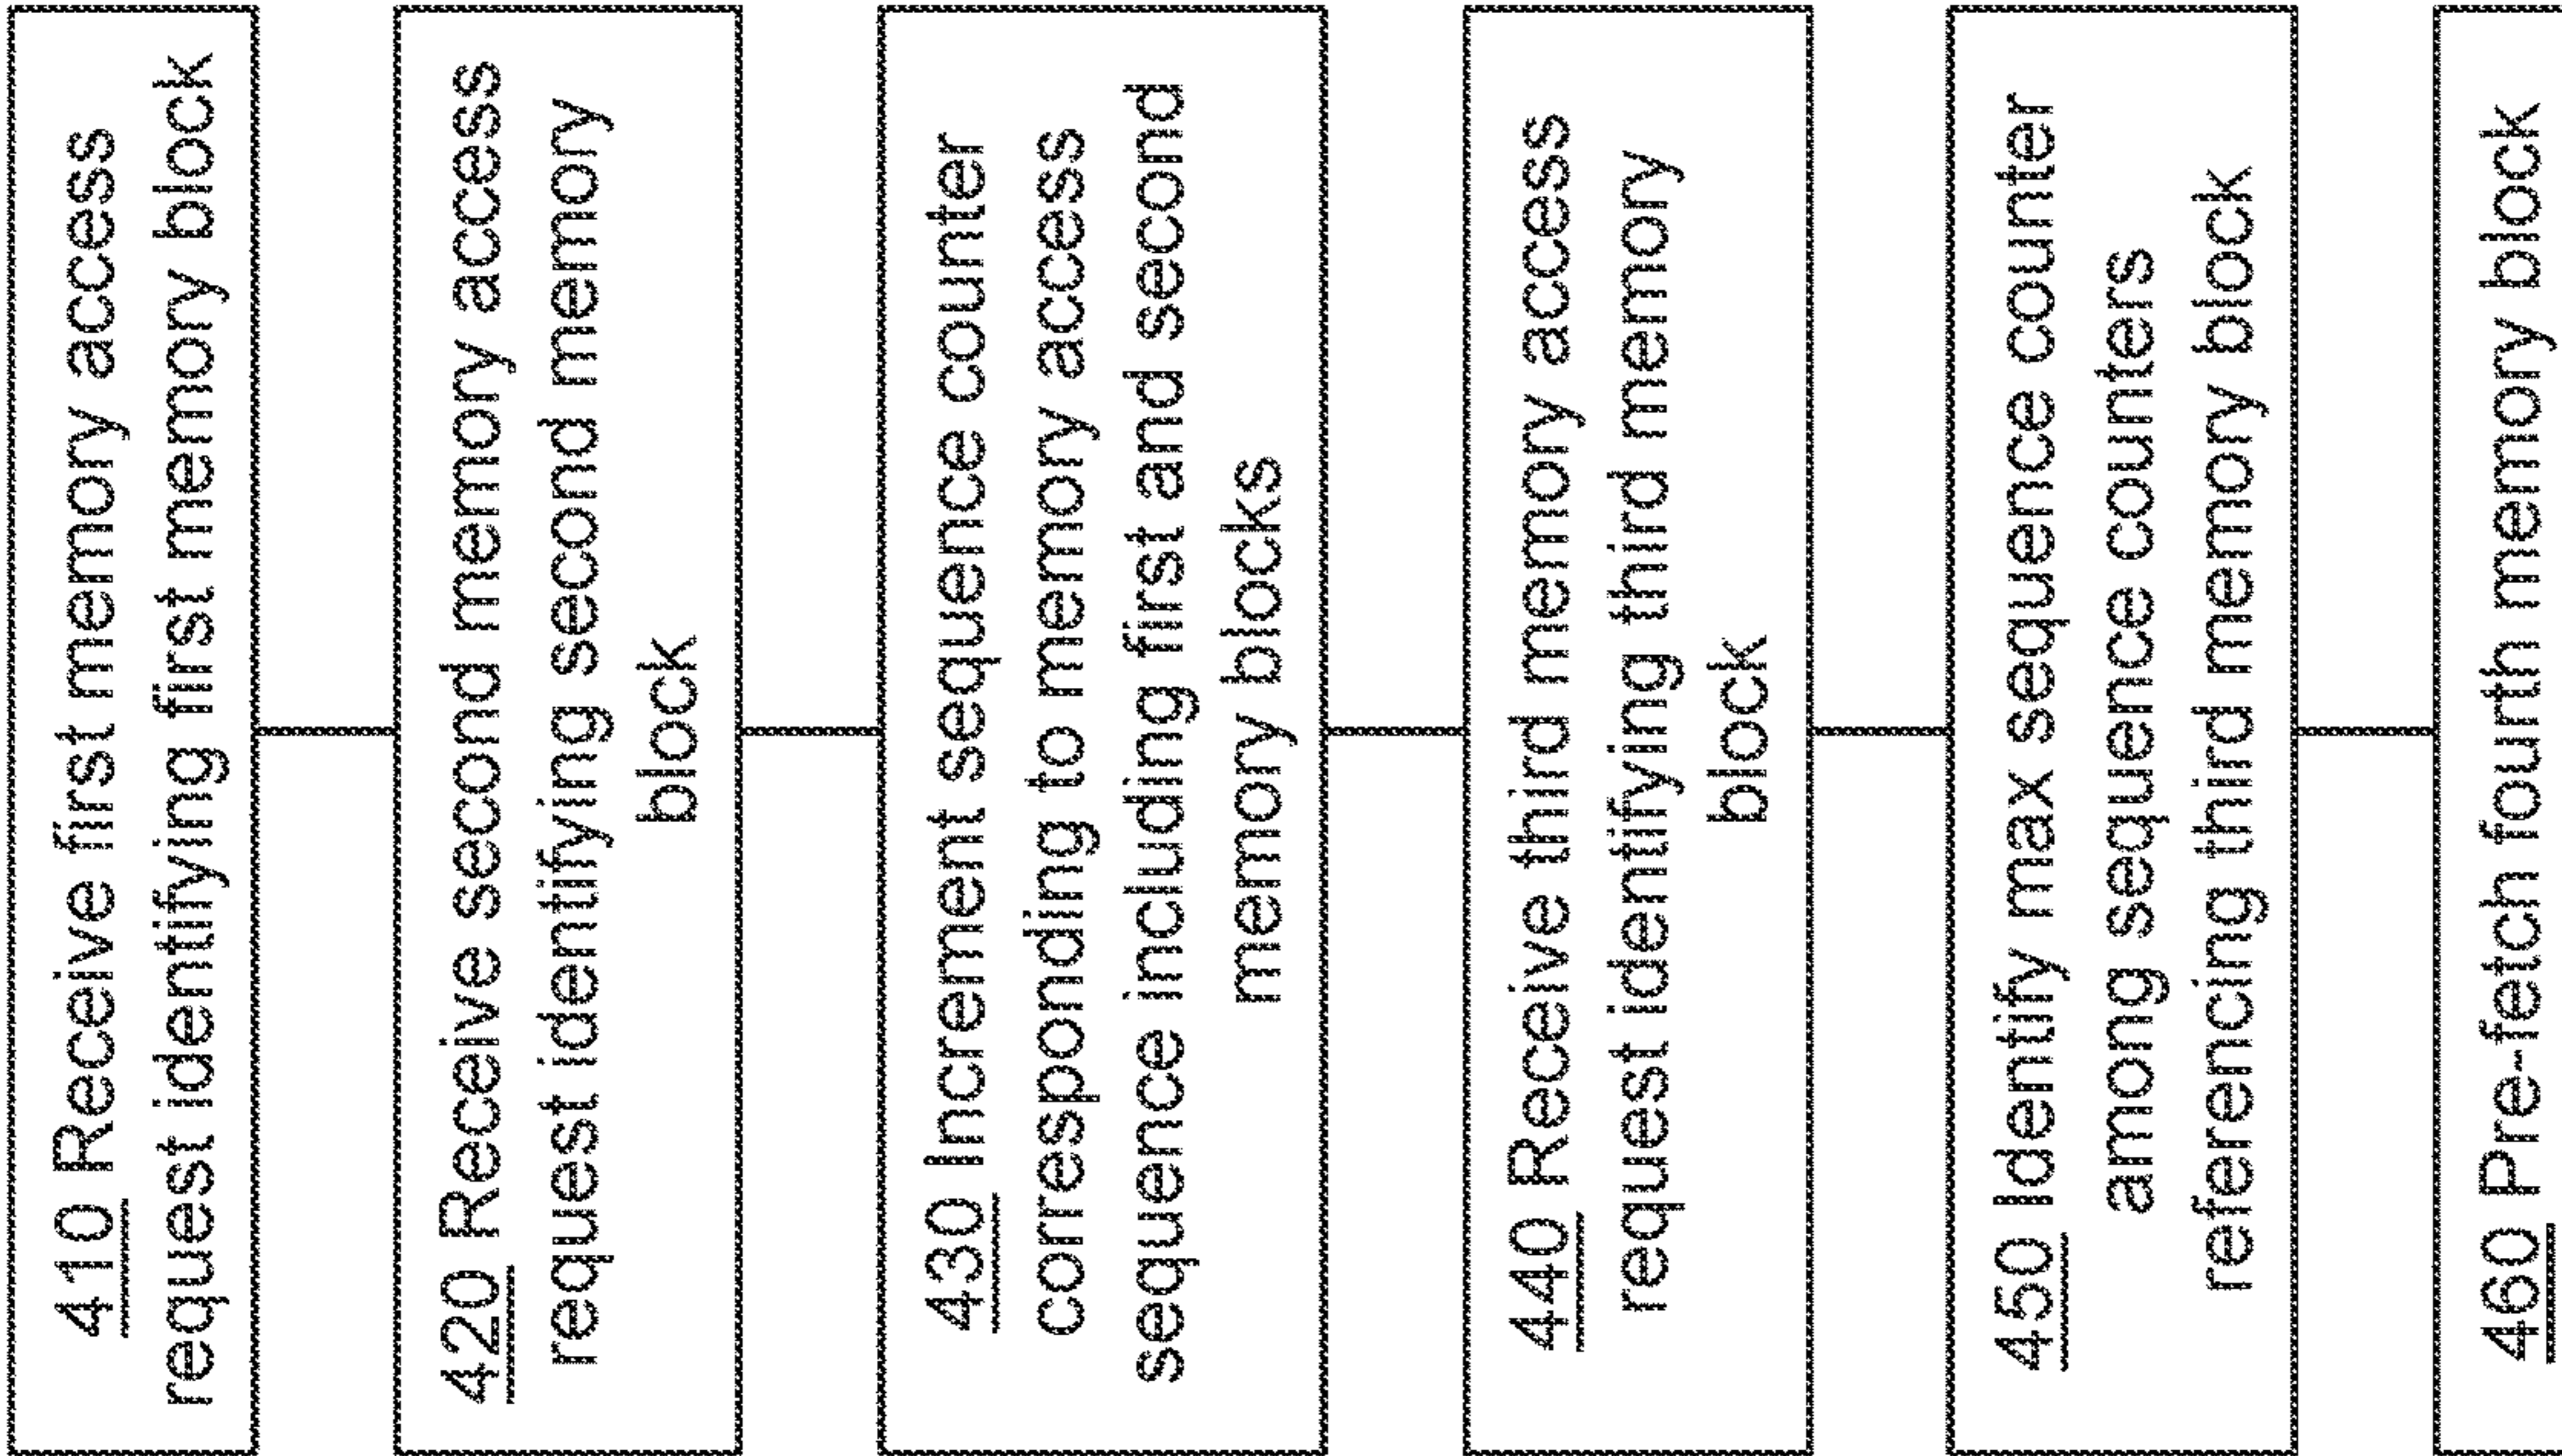 410 Receive first memory access
request identifying first memory block
420 Receive second memory access
request identifying second memory
block
430 Increment sequence counter
corresponding to memory access
sequence including first and second
memory blocks
440 Receive third memory access
request identifying third memory
block
450 Identify max sequence counter
among sequence counters
referencing third memory block
460 Pre-fetch fourth memory block